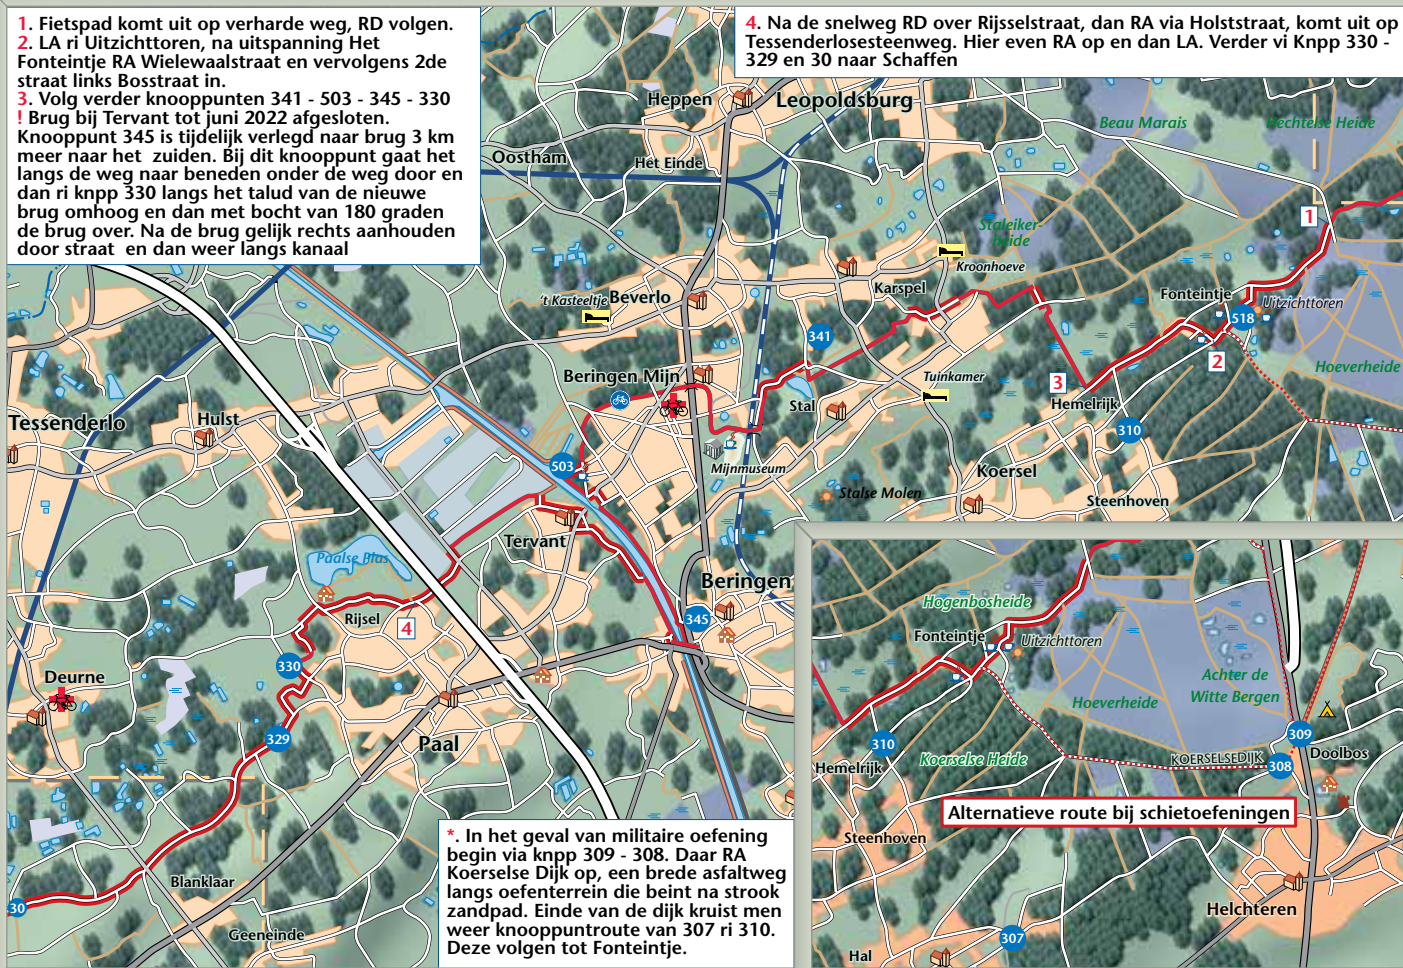 1. Fietspad komt uit op verharde weg, RD volgen.
2. LA ri Uitzichttoren, na uitspanning Het
Fonteintje RA Wielewaalstraat en vervolgens 2de
straat links Bosstraat in.
3. Volg verder knooppunten 341 - 503 - 345 - 330
! Brug bij Tervant tot juni 2022 afgesloten.
Knooppunt 345 is tijdelijk verlegd naar brug 3 km
meer naar het zuiden. Bij dit knooppunt gaat het
langs de weg naar beneden onder de weg door en
dan ri knpp 330 langs het talud van de nieuwe
brug omhoog en dan met bocht van 180 graden
de brug over. Na de brug gelijk rechts aanhouden
door straat en dan weer langs kanaal
4. Na de snelweg RD over Rijsselstraat, dan RA via Holststraat, komt uit op
Tessenderlosesteenweg. Hier even RA op en dan LA. Verder vi Knpp 330 -
329 en 30 naar Schaffen
Heppen
Leopoldsburg
Beau Marais
Hechtelse Heide
Oostham
Het Einde
1
Staleiker-
heide
Kroonhoeve
Karspel
Fonteintje
Uitzichttoren
't Kasteeltje
Beverlo
518
341
2
Hoeverheide
Beringen Mijn
Tuinkamer
3
Hemelrijk
Stal
Tessenderlo
Hulst
310
503
Mijnmuseum
Koersel
Stalse Molen
Steenhoven
Tervant
Paalse Plas
Beringen
Rijsel
4
345
330
Deurne
329
Paal
Blanklaar
30
Geeneinde
*. In het geval van militaire oefening
begin via knpp 309 - 308. Daar RA
Koerselse Dijk op, een brede asfaltweg
langs oefenterrein die beint na strook
zandpad. Einde van de dijk kruist men
weer knooppuntroute van 307 ri 310.
Deze volgen tot Fonteintje.
Hogenbosheide
Fonteintje
Uitzichttoren
Achter de
Witte Bergen
Hoeverheide
310
309
Koerselse Heide
KOERSELSEDIJK
308
Doolbos
Hemelrijk
Alternatieve route bij schietoefeningen
Steenhoven
Helchteren
307
Hal